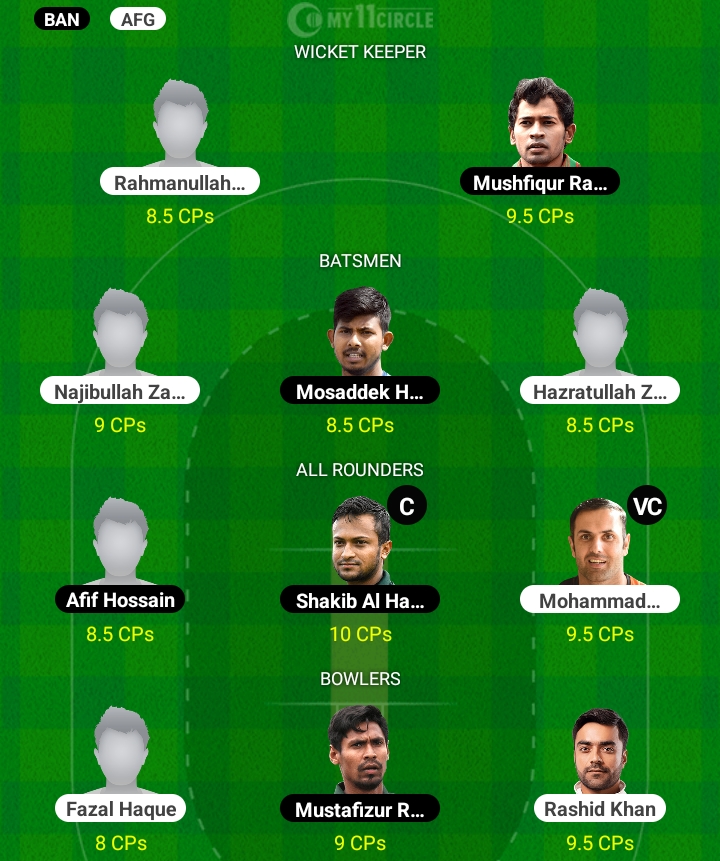 BAN AFG
MY11CIRCLE
WICKET KEEPER
Rahmanullah... Mushfiqur Ra...
8.5 CPs 9.5 CPs
BATSMEN
Najibullah Za... Mosaddek H... Hazratullah Z...
9 CPs 8.5 CPs 8.5 CPs
ALL ROUNDERS
C VC
Afif Hossain Shakib Al Ha... Mohammad...
8.5 CPs 10 CPs 9.5 CPs
BOWLERS
Fazal Haque Mustafizur R... Rashid Khan
8 CPs 9 CPs 9.5 CPs